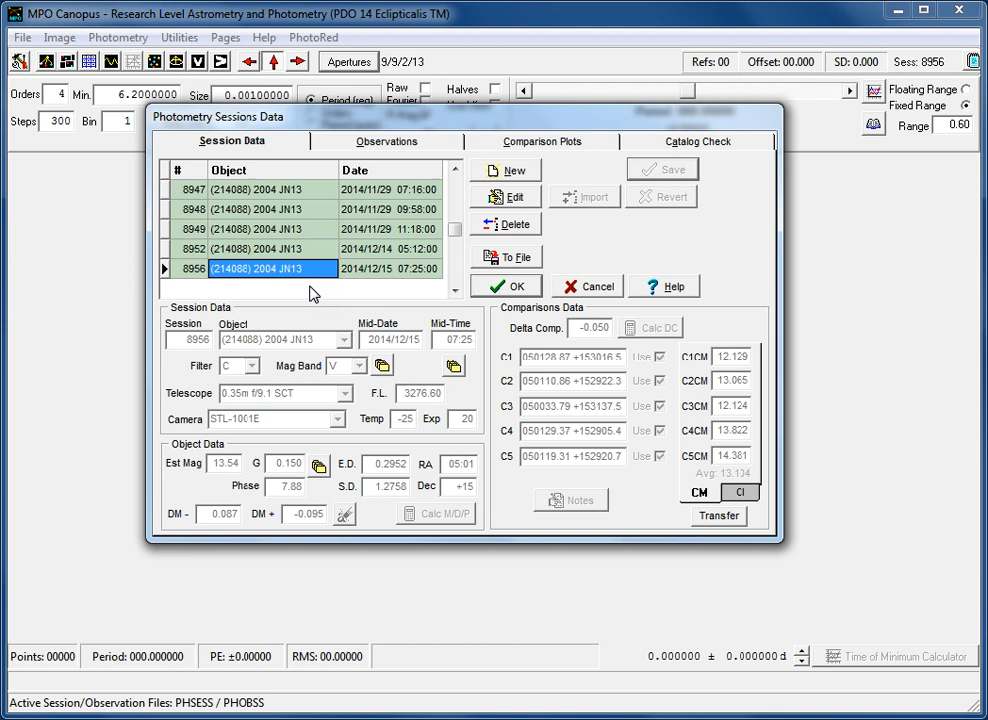 MPO Canopus - Research Level Astrometry and Photometry (PDO 14 Eclipticalis TM)
File Image Photometry Utilities Pages Help PhotoRed
Apertures 9/9/2/13 Refs: 00 Offset: 00.000 SD: 0.000 Sess: 8956
Orders 4 Min. 6.2000000 Size 0.00100000 Period (req) Raw Halves Floating Range
Fourier Fixed Range
Steps 300 Bin 1 Range 0.60
Photometry Sessions Data
Session Data Observations Comparison Plots Catalog Check
# Object Date
8947 (214088) 2004 JN13 2014/11/29 07:16:00
8948 (214088) 2004 JN13 2014/11/29 09:58:00
8949 (214088) 2004 JN13 2014/11/29 11:18:00
8952 (214088) 2004 JN13 2014/12/14 05:12:00
8956 (214088) 2004 JN13 2014/12/15 07:25:00
New Save
Edit Import Revert
Delete
To File
OK Cancel Help
Session Data
Session Object Mid-Date Mid-Time
8956 (214088) 2004 JN13 2014/12/15 07:25
Filter C Mag Band V
Telescope 0.35m f/9.1 SCT F.L. 3276.60
Camera STL-1001E Temp -25 Exp 20
Object Data
Est Mag 13.54 G 0.150 E.D. 0.2952 RA 05:01
Phase 7.88 S.D. 1.2758 Dec +15
DM - 0.087 DM + -0.095 Calc M/D/P
Comparisons Data
Delta Comp. -0.050 Calc DC
C1 050128.87 +153016.5 Use C1CM 12.129
C2 050110.86 +152922.3 Use C2CM 13.065
C3 050033.79 +153137.5 Use C3CM 12.124
C4 050129.37 +152905.4 Use C4CM 13.822
C5 050119.31 +152920.7 Use C5CM 14.381
Avg: 13.104
Notes CM CI
Transfer
Points: 00000 Period: 000.000000 PE: ±0.00000 RMS: 00.00000 0.000000 ± 0.000000d Time of Minimum Calculator
Active Session/Observation Files: PHSESS / PHOBSS